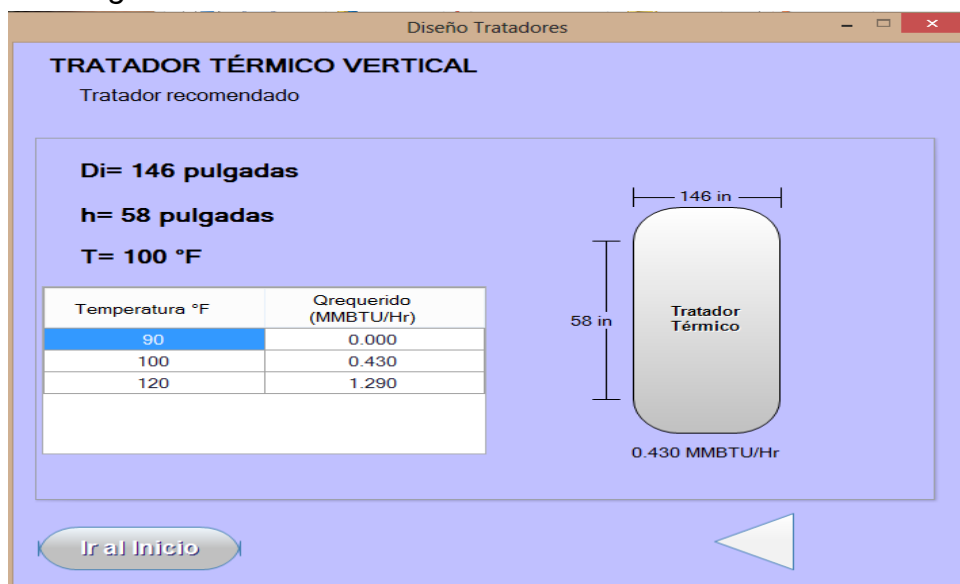 Diseño Tratadores
TRATADOR TÉRMICO VERTICAL
Tratador recomendado
Di= 146 pulgadas
h= 58 pulgadas
T= 100 °F
Temperatura °F
Qrequerido
(MMBTU/Hr)
90 0.000
100 0.430
120 1.290
146 in
58 in
Tratador
Térmico
0.430 MMBTU/Hr
Ir al Inicio